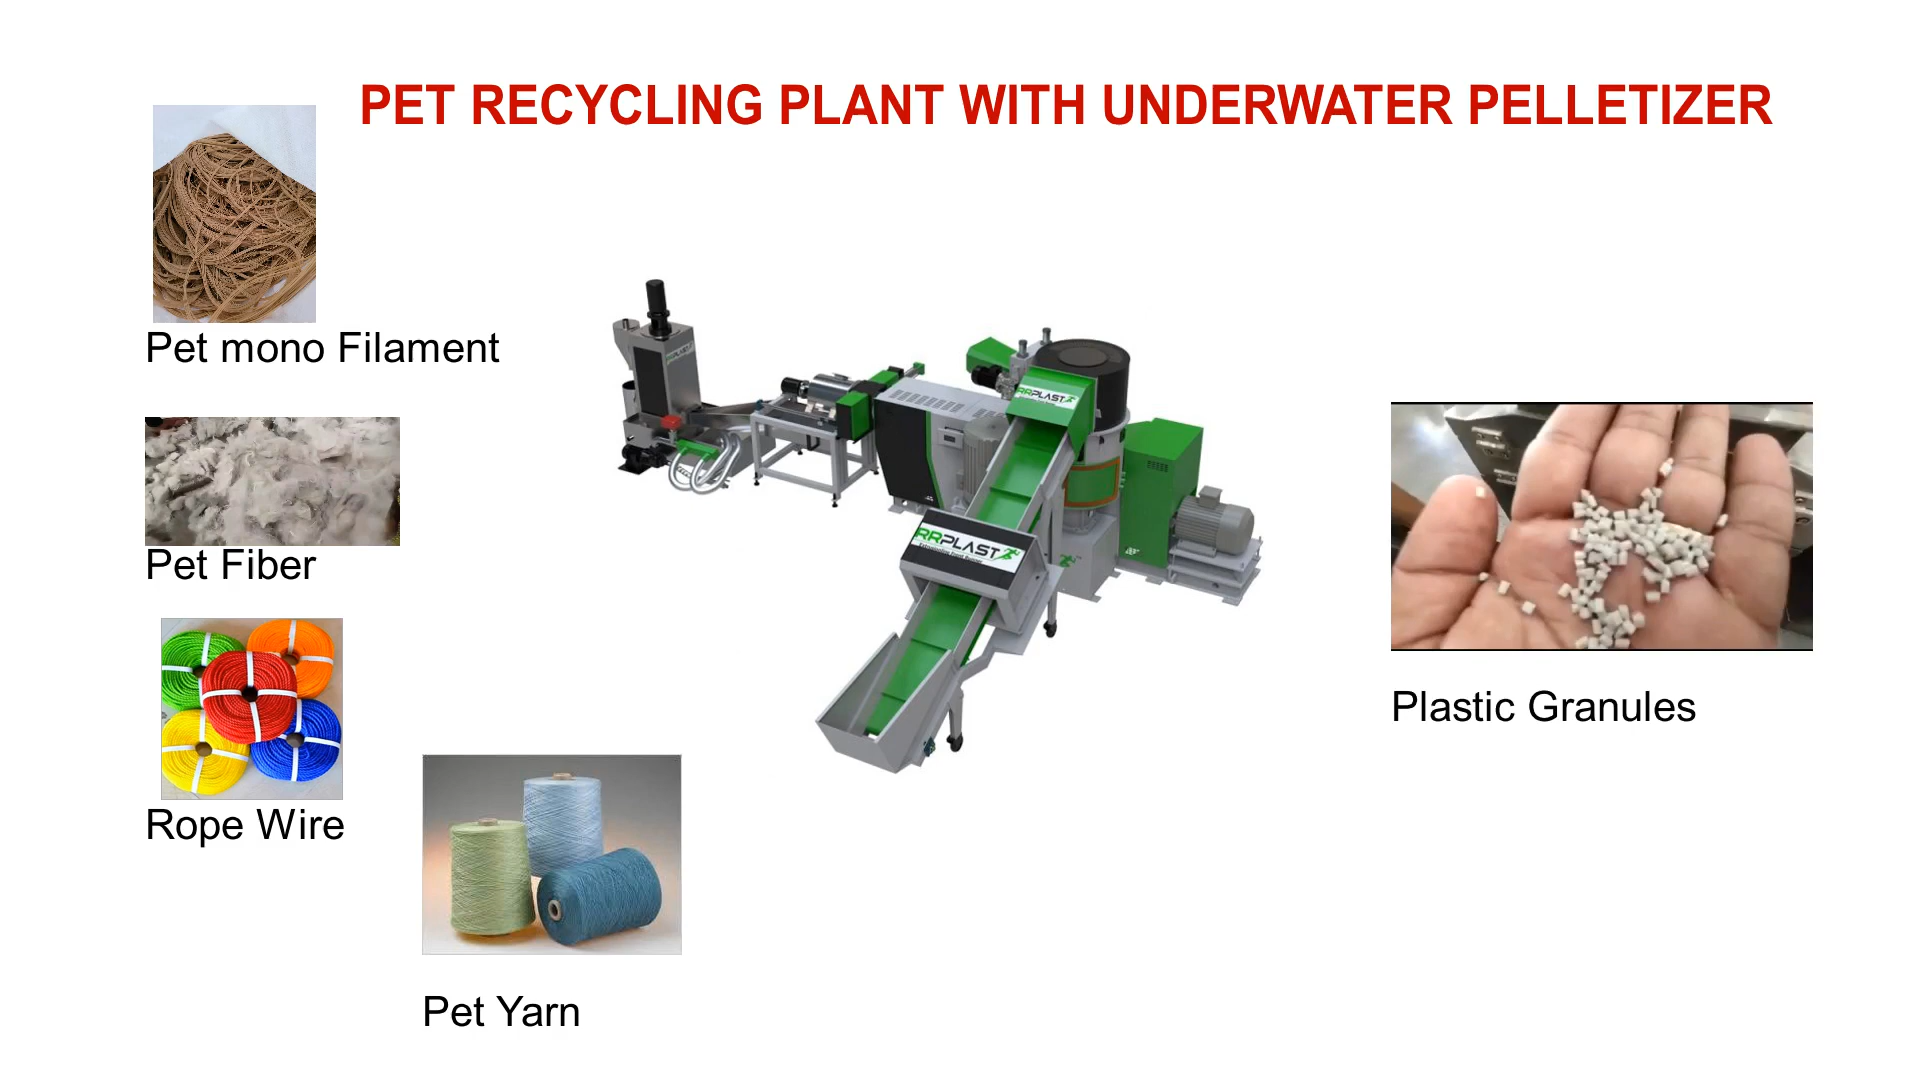 PET RECYCLING PLANT WITH UNDERWATER PELLETIZER
Pet mono Filament
RRPLAST
RRPLAST
RRPLAST
Pet Fiber
Plastic Granules
Rope Wire
Pet Yarn